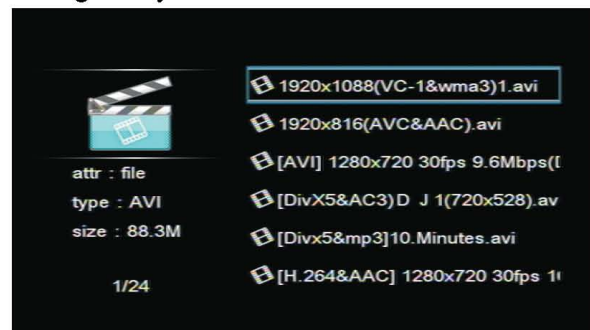 attr : file
type : AVI
size : 88.3M
1/24
1920x1088(VC-1&wma3)1.avi
1920x816(AVC&AAC).avi
[AVI] 1280x720 30fps 9.6Mbps(
[DivX5&AC3)D J 1(720x528).av
[Divx5&mp3]10.Minutes.avi
[H.264&AAC] 1280x720 30fps 1